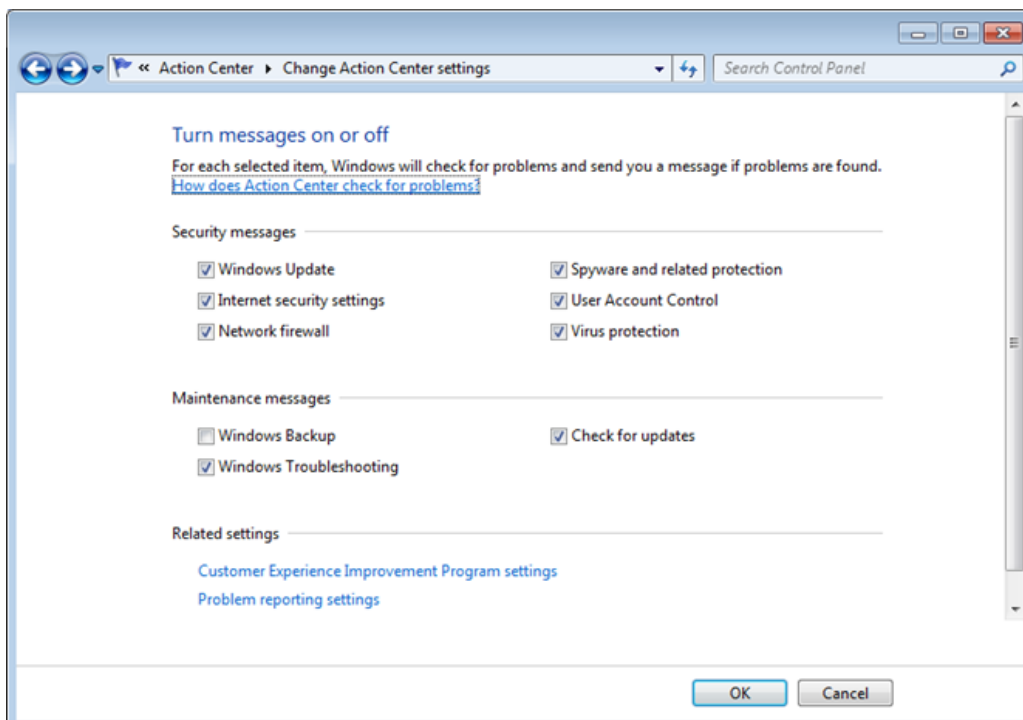 « Action Center ▸ Change Action Center settings
Search Control Panel
Turn messages on or off
For each selected item, Windows will check for problems and send you a message if problems are found.
How does Action Center check for problems?
Security messages
Windows Update
Spyware and related protection
Internet security settings
User Account Control
Network firewall
Virus protection
Maintenance messages
Windows Backup
Check for updates
Windows Troubleshooting
Related settings
Customer Experience Improvement Program settings
Problem reporting settings
OK
Cancel